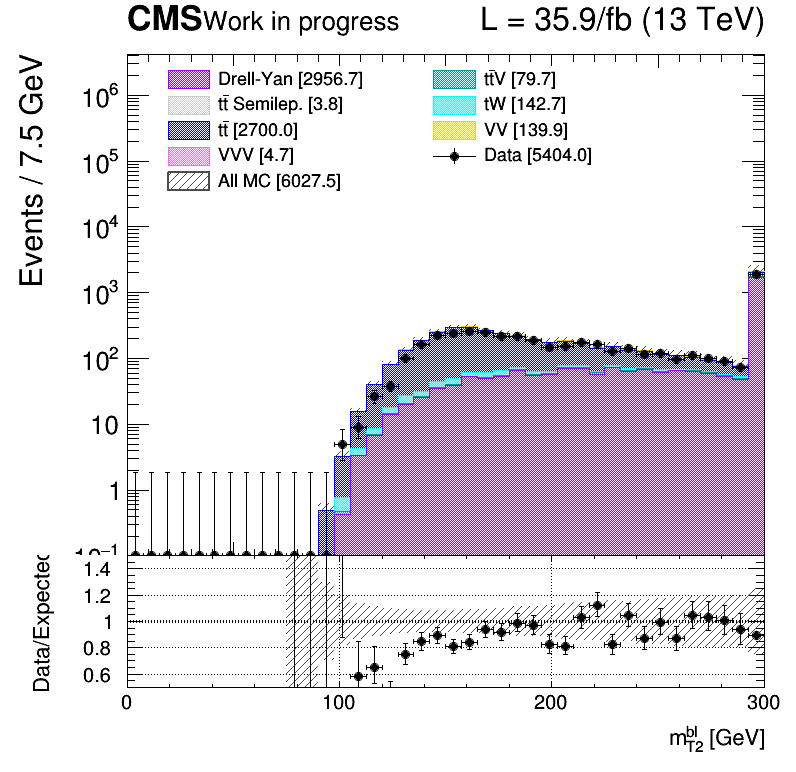 CMS Work in progress L = 35.9/fb (13 TeV)
Events / 7.5 GeV
Drell-Yan [2956.7]
tt̄ Semilep. [3.8]
tt̄ [2700.0]
VVV [4.7]
All MC [6027.5]
tt̄V [79.7]
tW [142.7]
VV [139.9]
Data [5404.0]
10⁶
10⁵
10⁴
10³
10²
10
1
10⁻¹
Data/Expected
1.4
1.2
1
0.8
0.6
0 100 200 300
m_{T2}^{bl} [GeV]